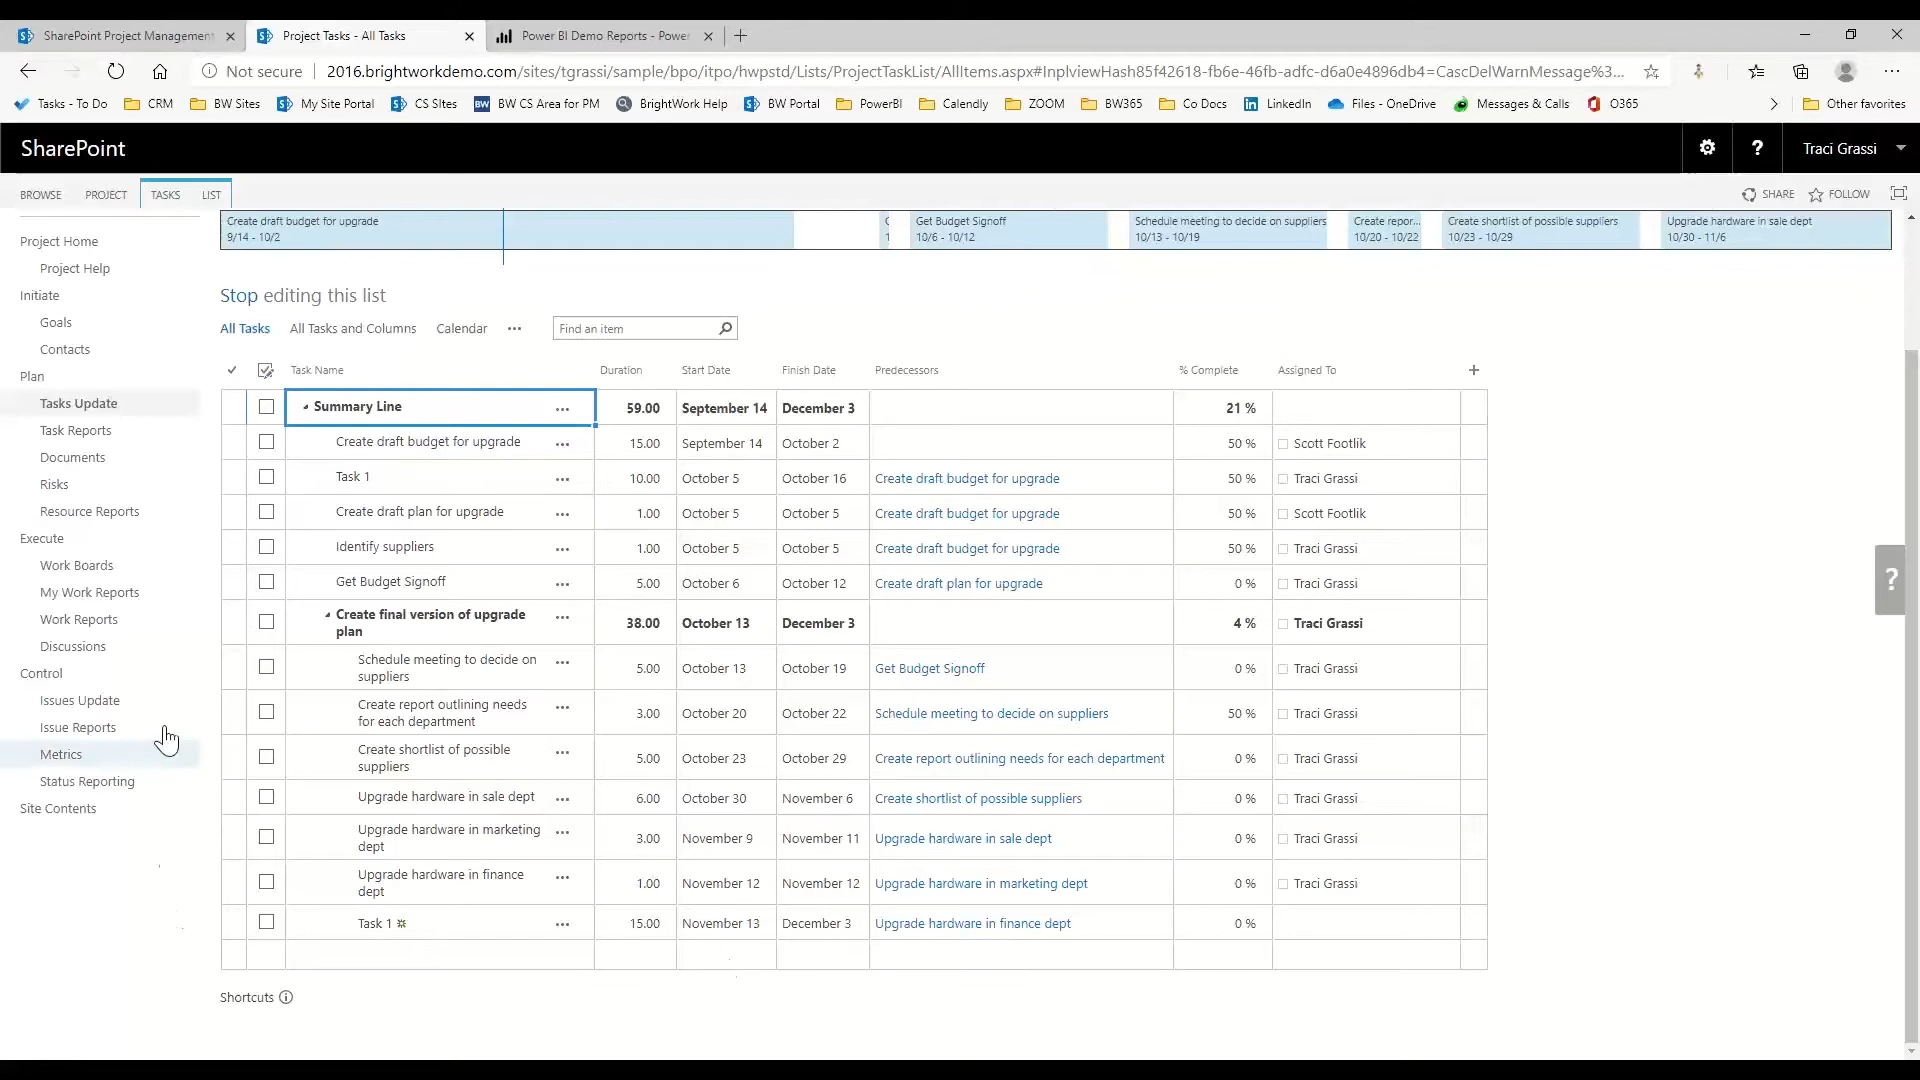 SharePoint Project Management
Project Tasks - All Tasks
Power BI Demo Reports - Power
Not secure
2016.brightworkdemo.com/sites/tgrassi/sample/bpo/itpo/hwpstd/Lists/ProjectTaskList/AllItems.aspx#InplviewHash85f42618-fb6e-46fb-adfc-d6a0e4896db4=CascDelWarnMessage%3...
Tasks - To Do CRM BW Sites My Site Portal CS SItes BW CS Area for PM BrightWork Help BW Portal PowerBI Calendly ZOOM BW365 Co Docs LinkedIn Files - OneDrive Messages & Calls O365 Other favorites
SharePoint
? Traci Grassi
BROWSE PROJECT TASKS LIST SHARE FOLLOW
Create draft budget for upgrade
9/14 - 10/2
C
1
Get Budget Signoff
10/6 - 10/12
Schedule meeting to decide on suppliers
10/13 - 10/19
Create repor...
10/20 - 10/22
Create shortlist of possible suppliers
10/23 - 10/29
Upgrade hardware in sale dept
10/30 - 11/6
Project Home
Project Help
Initiate
Goals
Contacts
Plan
Tasks Update
Task Reports
Documents
Risks
Resource Reports
Execute
Work Boards
My Work Reports
Work Reports
Discussions
Control
Issues Update
Issue Reports
Metrics
Status Reporting
Site Contents
Stop editing this list
All Tasks All Tasks and Columns Calendar ... Find an item
Task Name Duration Start Date Finish Date Predecessors % Complete Assigned To +
Summary Line ... 59.00 September 14 December 3 21 %
Create draft budget for upgrade ... 15.00 September 14 October 2 50 % Scott Footlik
Task 1 ... 10.00 October 5 October 16 Create draft budget for upgrade 50 % Traci Grassi
Create draft plan for upgrade ... 1.00 October 5 October 5 Create draft budget for upgrade 50 % Scott Footlik
Identify suppliers ... 1.00 October 5 October 5 Create draft budget for upgrade 50 % Traci Grassi
Get Budget Signoff ... 5.00 October 6 October 12 Create draft plan for upgrade 0 % Traci Grassi
Create final version of upgrade
plan ... 38.00 October 13 December 3 4 % Traci Grassi
Schedule meeting to decide on
suppliers ... 5.00 October 13 October 19 Get Budget Signoff 0 % Traci Grassi
Create report outlining needs
for each department ... 3.00 October 20 October 22 Schedule meeting to decide on suppliers 50 % Traci Grassi
Create shortlist of possible
suppliers ... 5.00 October 23 October 29 Create report outlining needs for each department 0 % Traci Grassi
Upgrade hardware in sale dept ... 6.00 October 30 November 6 Create shortlist of possible suppliers 0 % Traci Grassi
Upgrade hardware in marketing
dept ... 3.00 November 9 November 11 Upgrade hardware in sale dept 0 % Traci Grassi
Upgrade hardware in finance
dept ... 1.00 November 12 November 12 Upgrade hardware in marketing dept 0 % Traci Grassi
Task 1 ... 15.00 November 13 December 3 Upgrade hardware in finance dept 0 %
Shortcuts
?